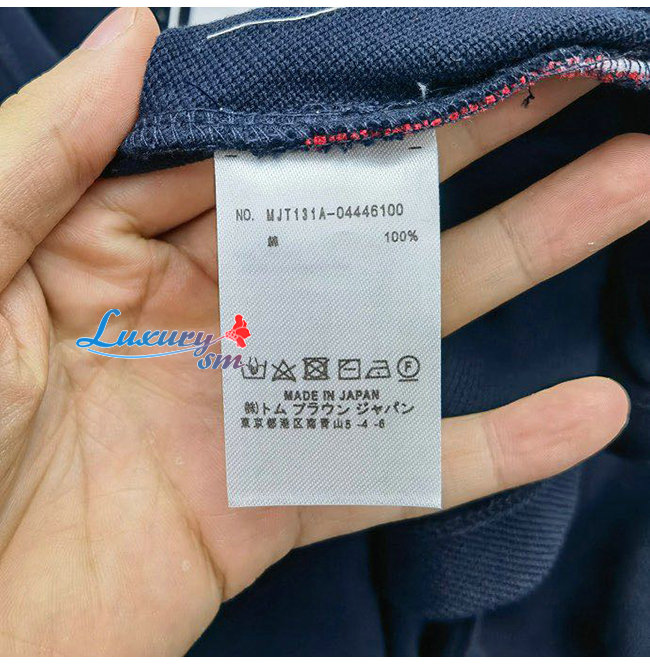 NO. MJT131A-04446100
綿 100%
Luxury
sm
MADE IN JAPAN
㈱トム ブラウン ジャパン
東京都港区南青山5-4-6